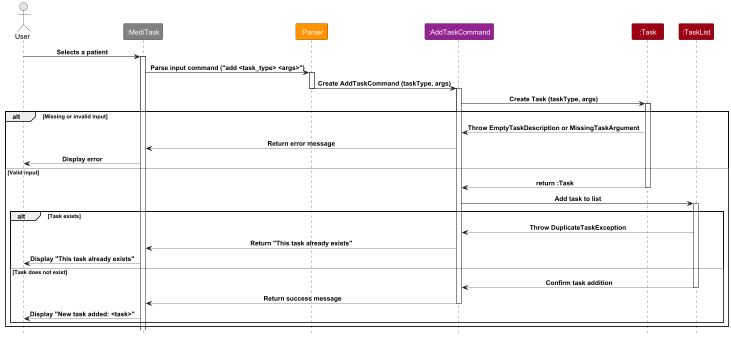 User
:MediTask
:Parser
:AddTaskCommand
:Task
:TaskList
Selects a patient
Parse input command ("add <task_type> <args>")
Create AddTaskCommand (taskType, args)
Create Task (taskType, args)
alt
[Missing or invalid input]
Throw EmptyTaskDescription or MissingTaskArgument
Return error message
Display error
[Valid input]
return :Task
Add task to list
alt
[Task exists]
Throw DuplicateTaskException
Return "This task already exists"
Display "This task already exists"
[Task does not exist]
Confirm task addition
Return success message
Display "New task added: <task>"